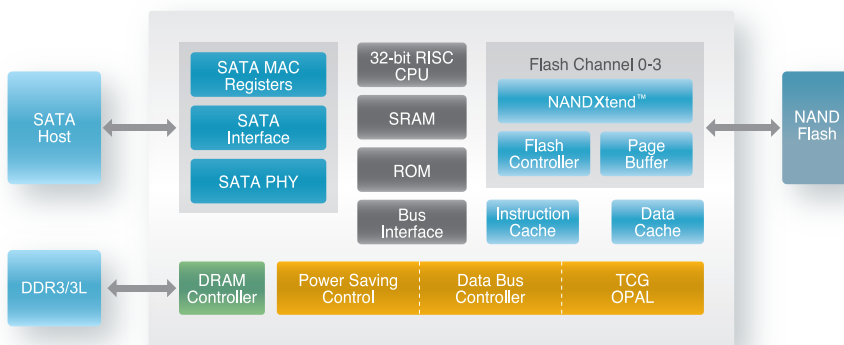 SATA
Host
DDR3/3L
SATA MAC
Registers
SATA
Interface
SATA PHY
32-bit RISC
CPU
SRAM
ROM
Bus
Interface
Flash Channel 0-3
NANDXtend™
Flash
Controller
Page
Buffer
Instruction
Cache
Data
Cache
DRAM
Controller
Power Saving
Control
Data Bus
Controller
TCG
OPAL
NAND
Flash